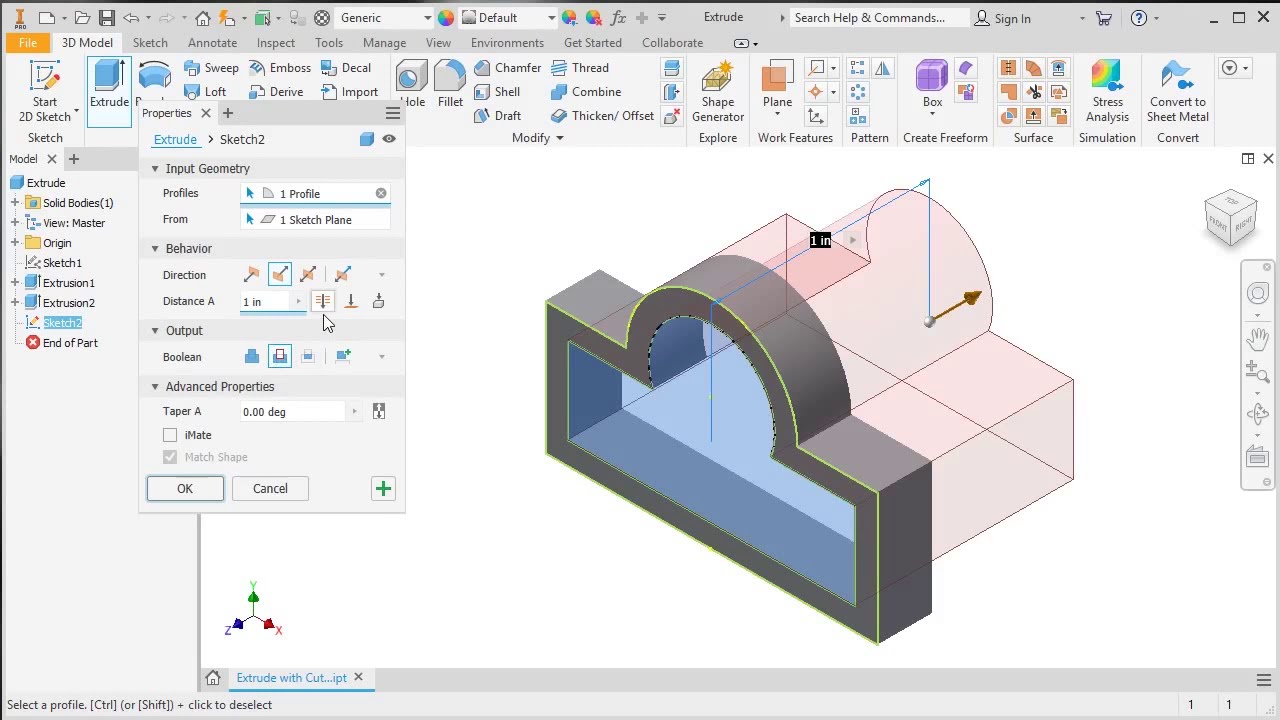 PRO
Generic
Default
fx
Extrude
Search Help & Commands...
Sign In
File
3D Model
Sketch
Annotate
Inspect
Tools
Manage
View
Environments
Get Started
Collaborate
Start
2D Sketch
Sketch
Extrude
Sweep
Loft
Emboss
Derive
Decal
Import
Fillet
Chamfer
Shell
Draft
Thread
Combine
Thicken/ Offset
Modify
Shape
Generator
Explore
Plane
Work Features
Pattern
Box
Create Freeform
Surface
Stress
Analysis
Simulation
Convert to
Sheet Metal
Convert
Model
Extrude
Solid Bodies(1)
View: Master
Origin
Sketch1
Extrusion1
Extrusion2
Sketch2
End of Part
Properties
Extrude > Sketch2
Input Geometry
Profiles
1 Profile
From
1 Sketch Plane
Behavior
Direction
Distance A
1 in
Output
Boolean
Advanced Properties
Taper A
0.00 deg
iMate
Match Shape
OK
Cancel
1 in
TOP
FRONT
RIGHT
Y
Z
X
Extrude with Cut...ipt
Select a profile. [Ctrl] (or [Shift]) + click to deselect
1
1